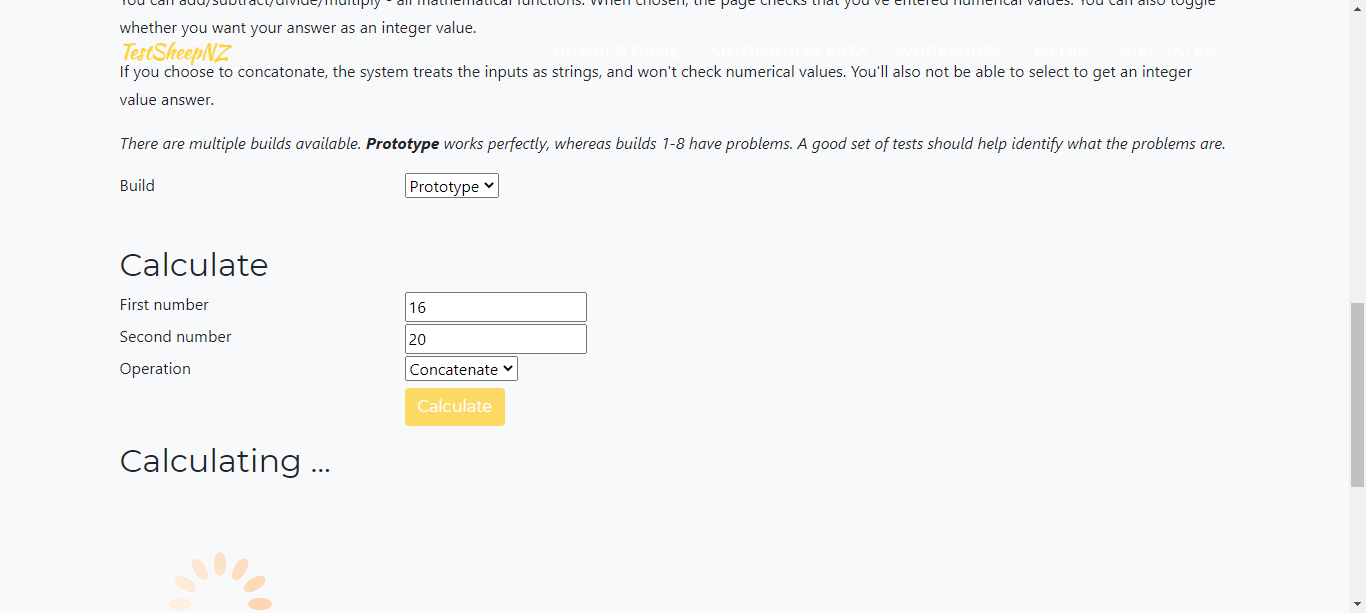 You can add/subtract/divide/multiply - all mathematical functions. When chosen, the page checks that you've entered numerical values. You can also toggle
whether you want your answer as an integer value.
TestSheepNZ
NUMBER GAME AUTOMATION KATA WORKSHOPS MEDIA MIKE TALKS
If you choose to concatonate, the system treats the inputs as strings, and won't check numerical values. You'll also not be able to select to get an integer
value answer.
There are multiple builds available. Prototype works perfectly, whereas builds 1-8 have problems. A good set of tests should help identify what the problems are.
Build
Prototype
Calculate
First number
16
Second number
20
Operation
Concatenate
Calculate
Calculating ...